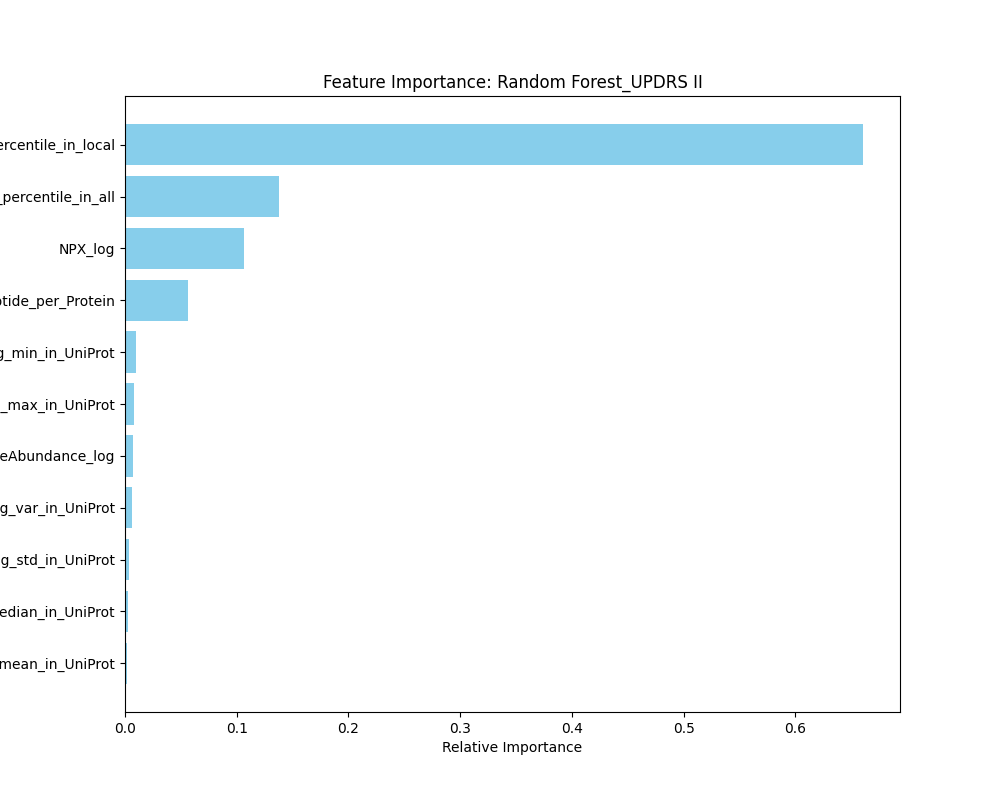 Feature Importance: Random Forest_UPDRS II
ercentile_in_local
_percentile_in_all
NPX_log
tide_per_Protein
g_min_in_UniProt
_max_in_UniProt
eAbundance_log
g_var_in_UniProt
g_std_in_UniProt
edian_in_UniProt
mean_in_UniProt
0.0 0.1 0.2 0.3 0.4 0.5 0.6
Relative Importance